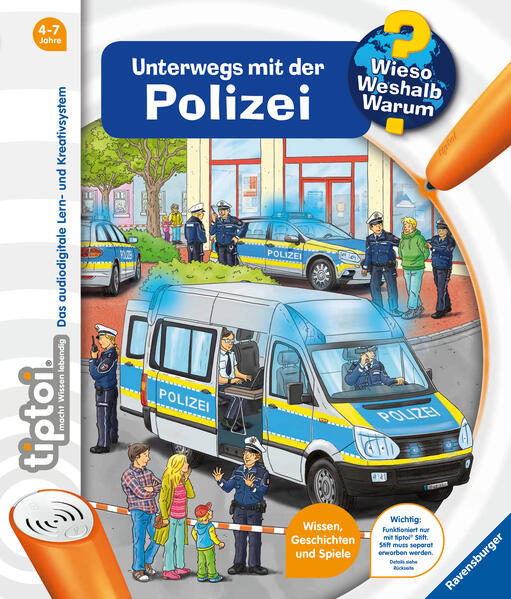 4-7
Jahre
Unterwegs mit der
Polizei
Wieso
Weshalb
Warum
?
tiptoi
Das audiodigitale Lern- und Kreativsystem
tiptoi®
macht Wissen lebendig
POLIZEI
POLIZEI
POLIZEI
POLIZEI
Wissen,
Geschichten
und Spiele
Wichtig:
Funktioniert nur
mit tiptoi® Stift.
Stift muss separat
erworben werden.
Details siehe
Rückseite
Ravensburger